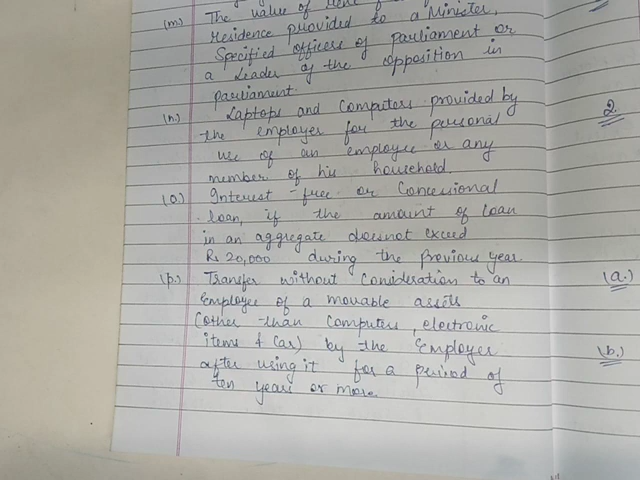 (m.) The value of rent f
residence provided to a Minister,
Specified officers of parliament or
a Leader of the opposition in
parliament
(n.) Laptops and Computers provided by
the employer for the personal
use of an employee or any
member of his household.
(o.) Interest-free or Concessional
loan, if the amount of loan
in an aggregate doesnot exceed
Rs 20,000 during the previous year
(p.) Transfer without Consideration to an
Employee of a movable assets
(other than Computers, electronic
items & Car) by the Employer
after using it for a period of
ten years or more
2.
(a.)
(b.)